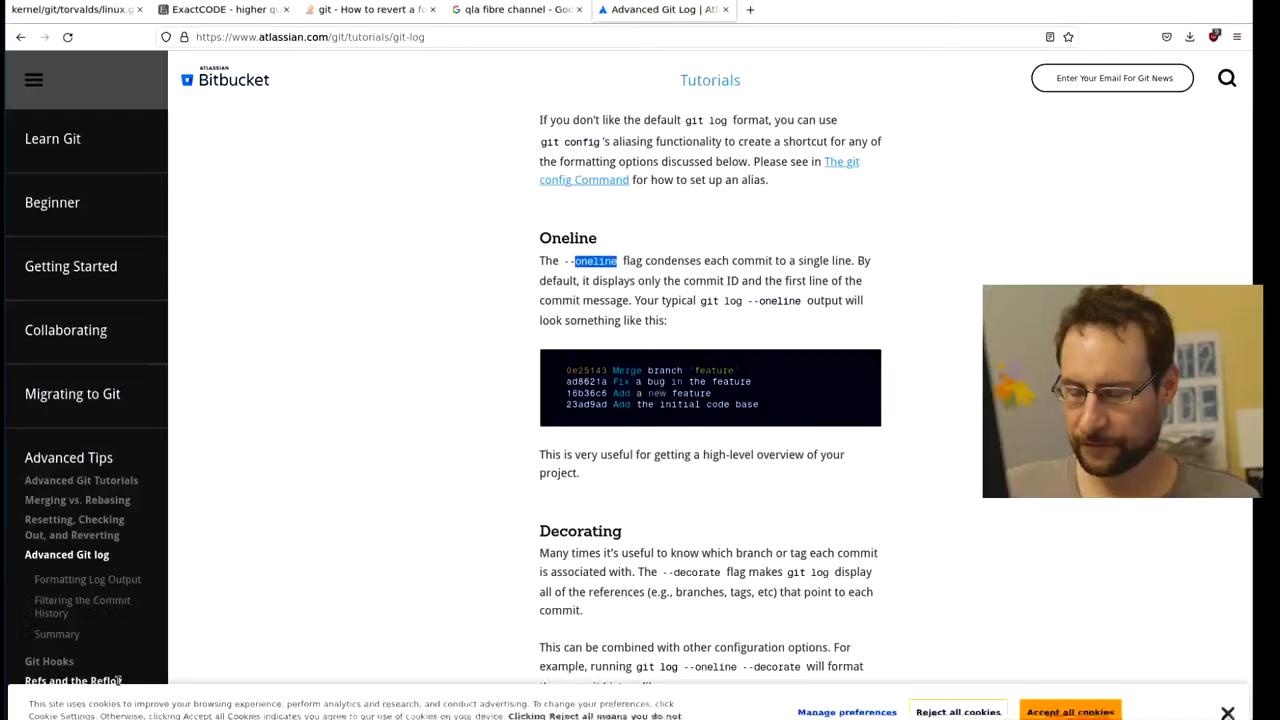 kernel/git/torvalds/linux.g
ExactCODE - higher qu
git - How to revert a fo
qla fibre channel - Goo
Advanced Git Log | Atl
https://www.atlassian.com/git/tutorials/git-log
ATLASSIAN
Bitbucket
Tutorials
Enter Your Email For Git News
Learn Git
Beginner
Getting Started
Collaborating
Migrating to Git
Advanced Tips
Advanced Git Tutorials
Merging vs. Rebasing
Resetting, Checking
Out, and Reverting
Advanced Git log
Formatting Log Output
Filtering the Commit
History
Summary
Git Hooks
Refs and the Reflog
If you don't like the default git log format, you can use
git config's aliasing functionality to create a shortcut for any of
the formatting options discussed below. Please see in The git
config Command for how to set up an alias.
Oneline
The --oneline flag condenses each commit to a single line. By
default, it displays only the commit ID and the first line of the
commit message. Your typical git log --oneline output will
look something like this:
0e25143 Merge branch 'feature'
ad8621a Fix a bug in the feature
16b36c6 Add a new feature
23ad9ad Add the initial code base
This is very useful for getting a high-level overview of your
project.
Decorating
Many times it's useful to know which branch or tag each commit
is associated with. The --decorate flag makes git log display
all of the references (e.g., branches, tags, etc) that point to each
commit.
This can be combined with other configuration options. For
example, running git log --oneline --decorate will format
This site uses cookies to improve your browsing experience, perform analytics and research, and conduct advertising. To change your preferences, click
Cookie Settings. Otherwise, clicking Accept all Cookies indicates you agree to our use of cookies on your device. Clicking Reject all means you do not
Manage preferences
Reject all cookies
Accept all cookies